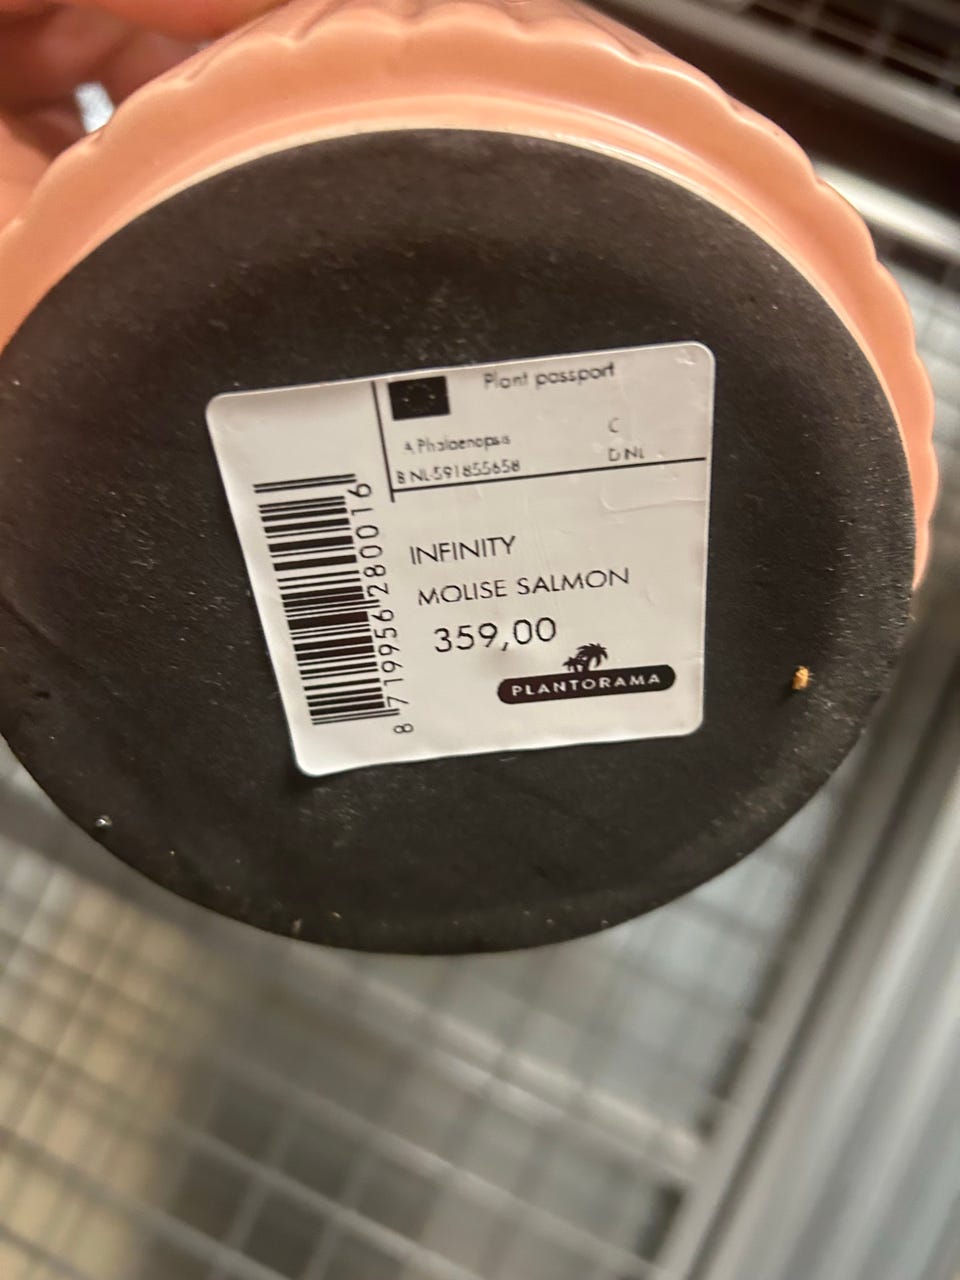 Plant passport
A Phalaenopsis
C
B NL-591855658
D NL
INFINITY
MOLISE SALMON
359,00
PLANTORAMA
8 719956 280016